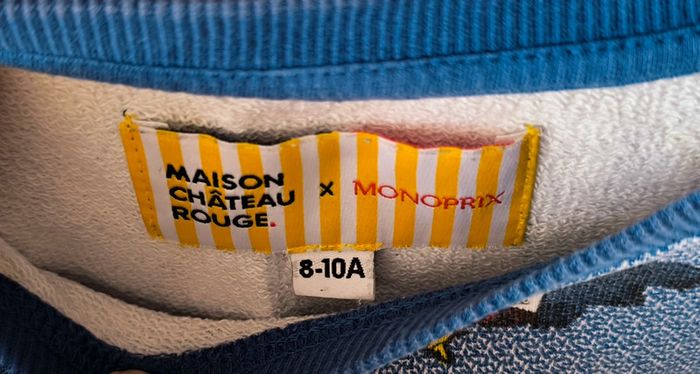 MAISON
CHÂTEAU
ROUGE.
x
MONOPRIX
8-10A